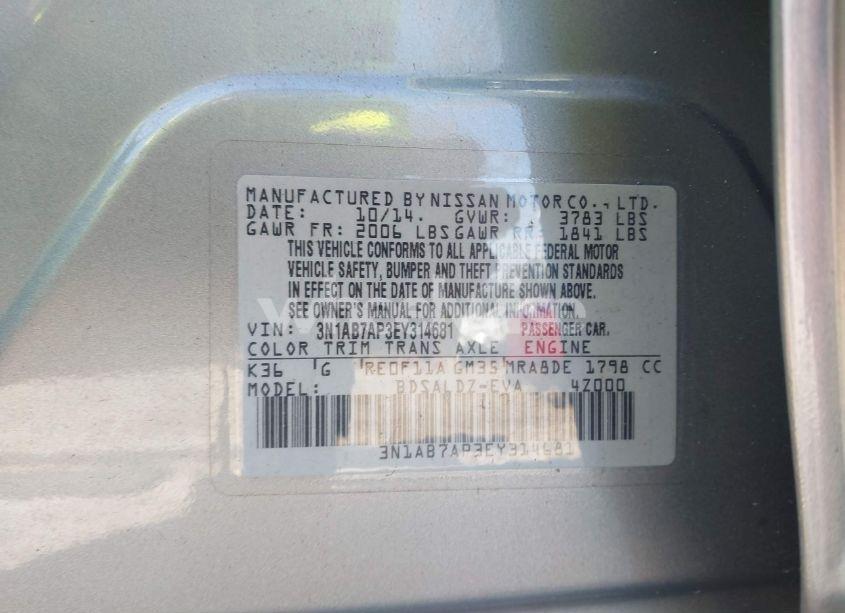 MANUFACTURED BY NISSAN MOTOR CO., LTD.
DATE: 10/14. GVWR: 3783 LBS
GAWR FR: 2006 LBS GAWR RR: 1841 LBS
THIS VEHICLE CONFORMS TO ALL APPLICABLE FEDERAL MOTOR
VEHICLE SAFETY, BUMPER AND THEFT PREVENTION STANDARDS
IN EFFECT ON THE DATE OF MANUFACTURE SHOWN ABOVE.
SEE OWNER'S MANUAL FOR ADDITIONAL INFORMATION.
VIN: 3N1AB7AP3EY314681 PASSENGER CAR.
COLOR TRIM TRANS AXLE ENGINE
K36 G RE0F11A GM35 MRA8DE 1798 CC
MODEL: BDSALDZ-EVA 4Z000
3N1AB7AP3EY314681